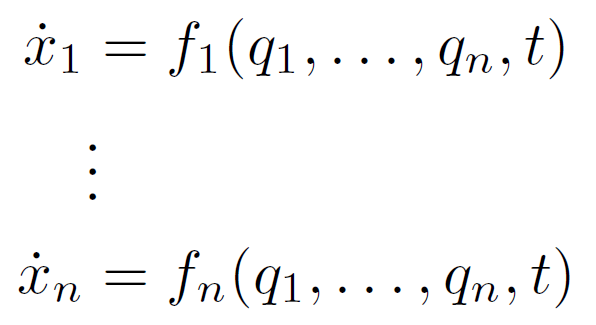 ẋ₁ = f₁(q₁, . . . , qₙ, t)
⋮
ẋₙ = fₙ(q₁, . . . , qₙ, t)